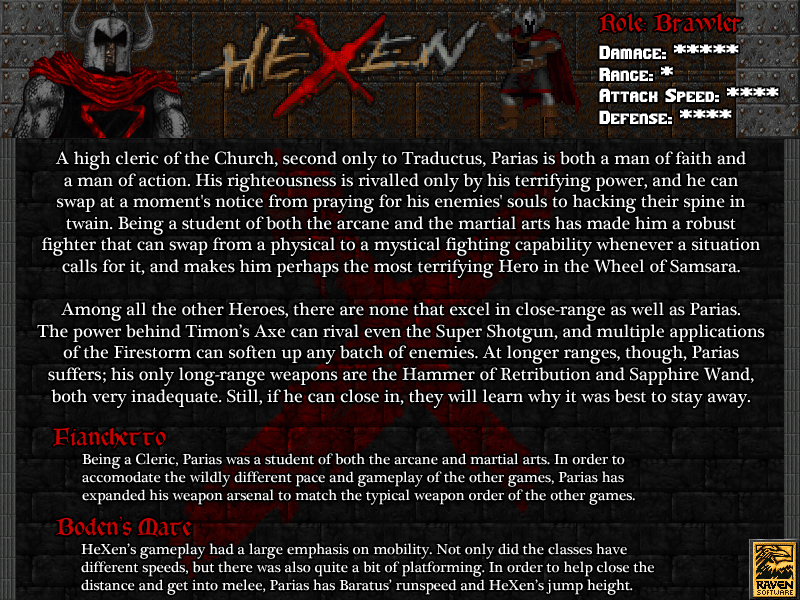 HEXEN
Role Brawler
Damage: *****
Range: *
Attack Speed: ****
Defense: ****
A high cleric of the Church, second only to Traductus, Parias is both a man of faith and
a man of action. His righteousness is rivalled only by his terrifying power, and he can
swap at a moment's notice from praying for his enemies' souls to hacking their spine in
twain. Being a student of both the arcane and the martial arts has made him a robust
fighter that can swap from a physical to a mystical fighting capability whenever a situation
calls for it, and makes him perhaps the most terrifying Hero in the Wheel of Samsara.
Among all the other Heroes, there are none that excel in close-range as well as Parias.
The power behind Timon's Axe can rival even the Super Shotgun, and multiple applications
of the Firestorm can soften up any batch of enemies. At longer ranges, though, Parias
suffers; his only long-range weapons are the Hammer of Retribution and Sapphire Wand,
both very inadequate. Still, if he can close in, they will learn why it was best to stay away.
Fianchetto
Being a Cleric, Parias was a student of both the arcane and martial arts. In order to
accomodate the wildly different pace and gameplay of the other games, Parias has
expanded his weapon arsenal to match the typical weapon order of the other games.
Boden's Mate
HeXen's gameplay had a large emphasis on mobility. Not only did the classes have
different speeds, but there was also quite a bit of platforming. In order to help close the
distance and get into melee, Parias has Baratus' runspeed and HeXen's jump height.
RAVEN
SOFTWARE